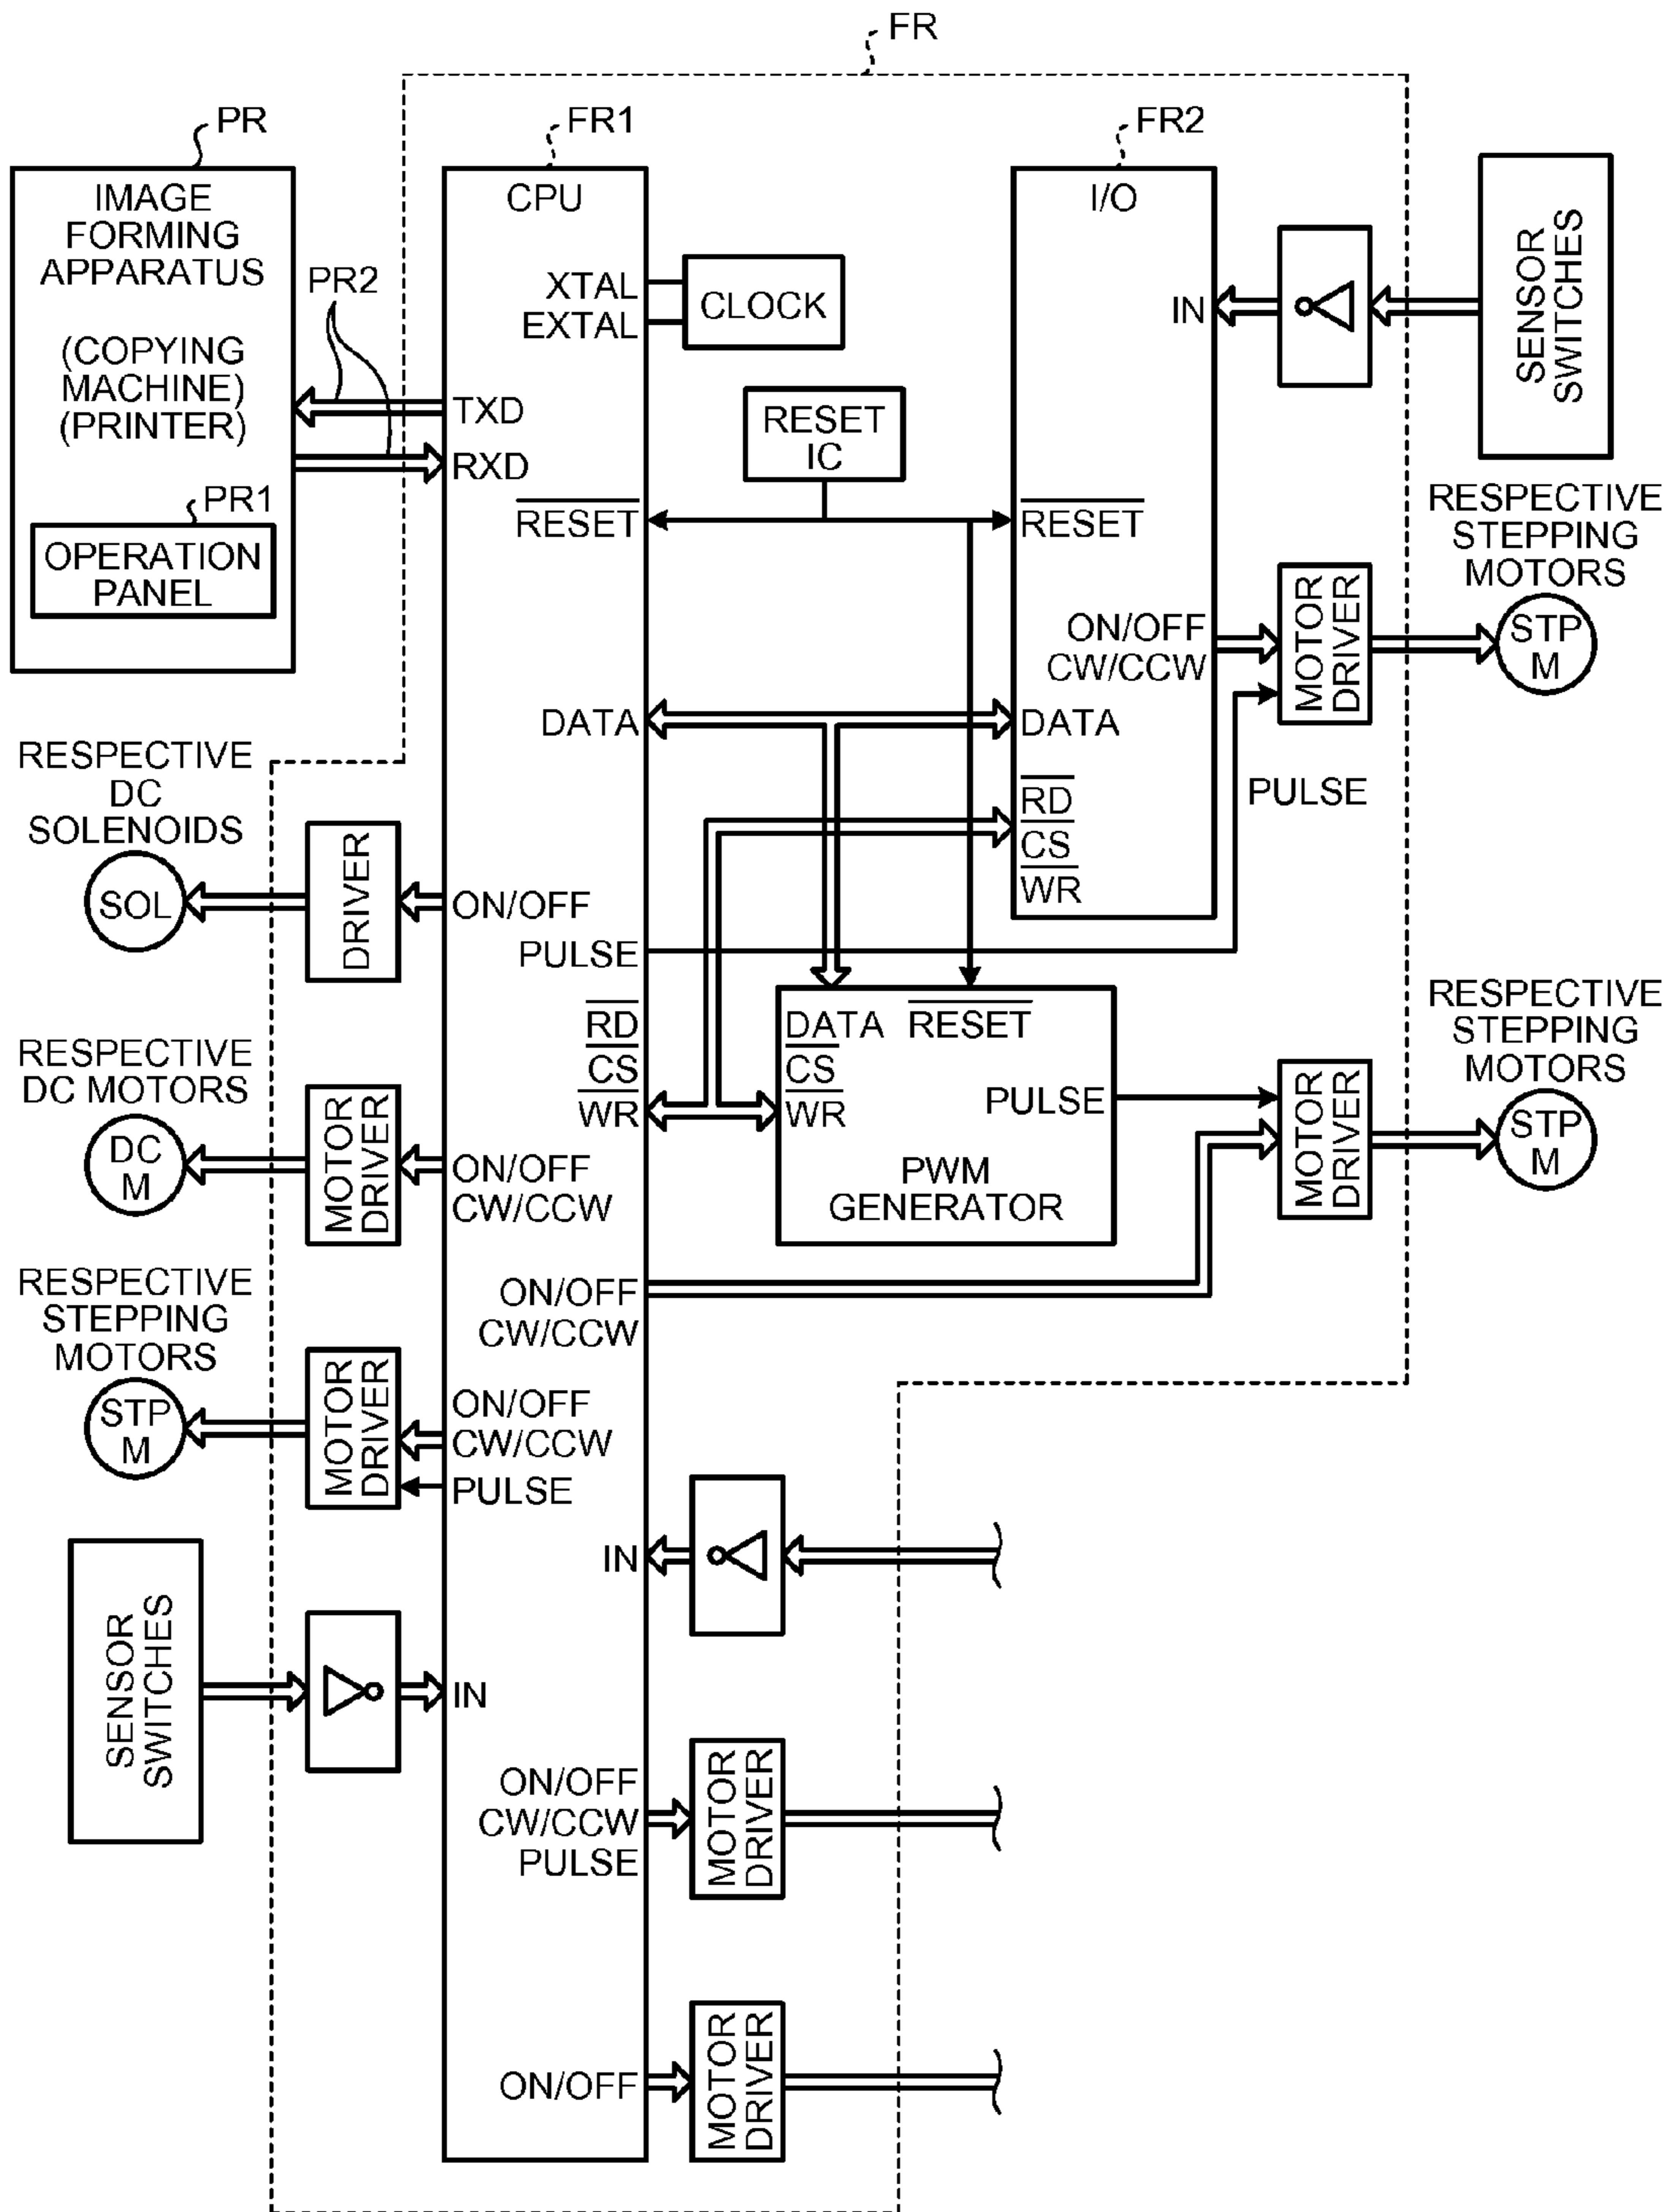 FR
PR
IMAGE
FORMING
APPARATUS
(COPYING
MACHINE)
(PRINTER)
PR1
OPERATION
PANEL
PR2
FR1
CPU
XTAL
EXTAL
TXD
RXD
RESET
DATA
ON/OFF
PULSE
RD
CS
WR
ON/OFF
CW/CCW
ON/OFF
CW/CCW
ON/OFF
CW/CCW
PULSE
IN
IN
ON/OFF
CW/CCW
PULSE
ON/OFF
CLOCK
RESET
IC
FR2
I/O
IN
RESET
ON/OFF
CW/CCW
DATA
RD
CS
WR
SENSOR
SWITCHES
RESPECTIVE
STEPPING
MOTORS
MOTOR
DRIVER
STP
M
PULSE
DATA RESET
CS
WR
PULSE
PWM
GENERATOR
RESPECTIVE
STEPPING
MOTORS
MOTOR
DRIVER
STP
M
RESPECTIVE
DC
SOLENOIDS
SOL
DRIVER
RESPECTIVE
DC MOTORS
DC
M
MOTOR
DRIVER
RESPECTIVE
STEPPING
MOTORS
STP
M
MOTOR
DRIVER
SENSOR
SWITCHES
MOTOR
DRIVER
MOTOR
DRIVER